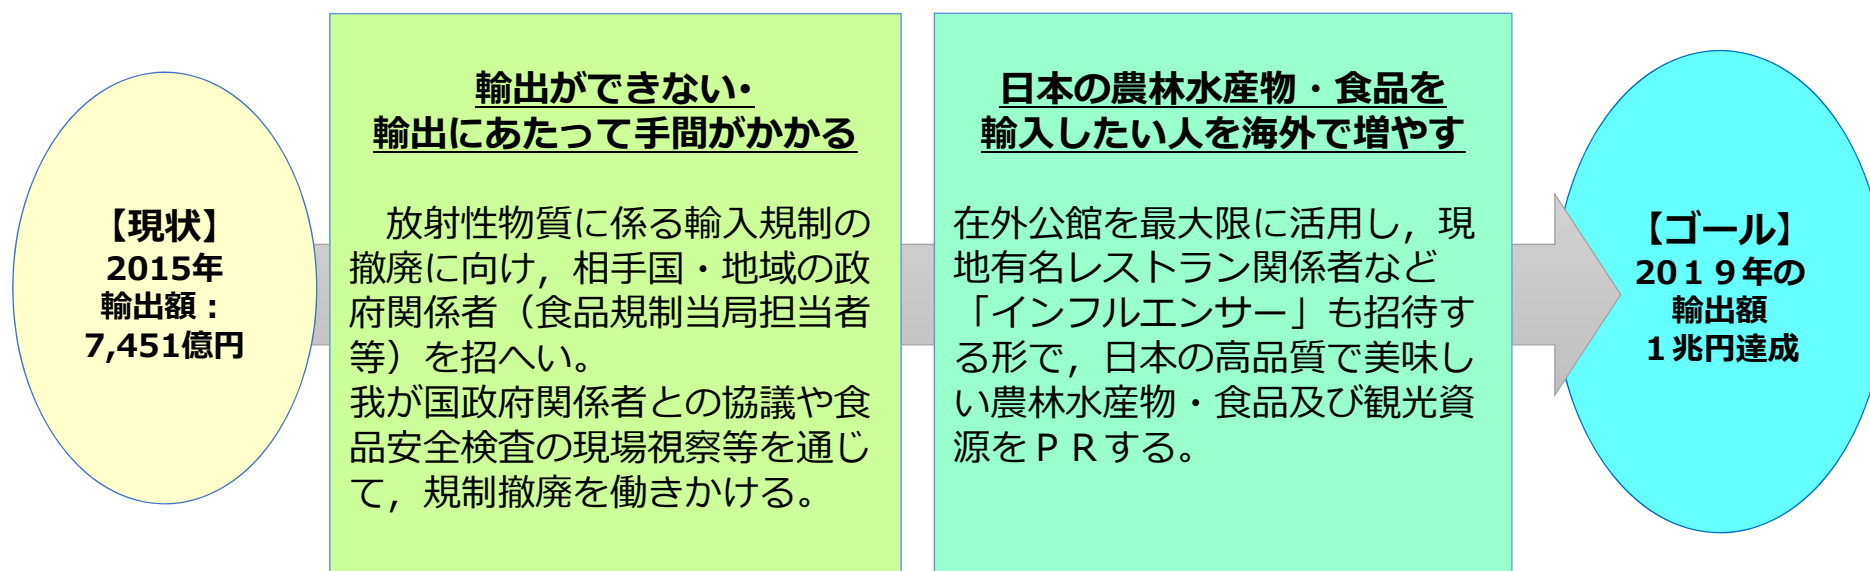 【現状】
2015年
輸出額：
7,451億円
輸出ができない・
輸出にあたって手間がかかる
　放射性物質に係る輸入規制の
撤廃に向け，相手国・地域の政
府関係者（食品規制当局担当者
等）を招へい。
我が国政府関係者との協議や食
品安全検査の現場視察等を通じ
て，規制撤廃を働きかける。
日本の農林水産物・食品を
輸入したい人を海外で増やす
在外公館を最大限に活用し，現
地有名レストラン関係者など
「インフルエンサー」も招待す
る形で，日本の高品質で美味し
い農林水産物・食品及び観光資
源をＰＲする。
【ゴール】
２０１９年の
輸出額
１兆円達成